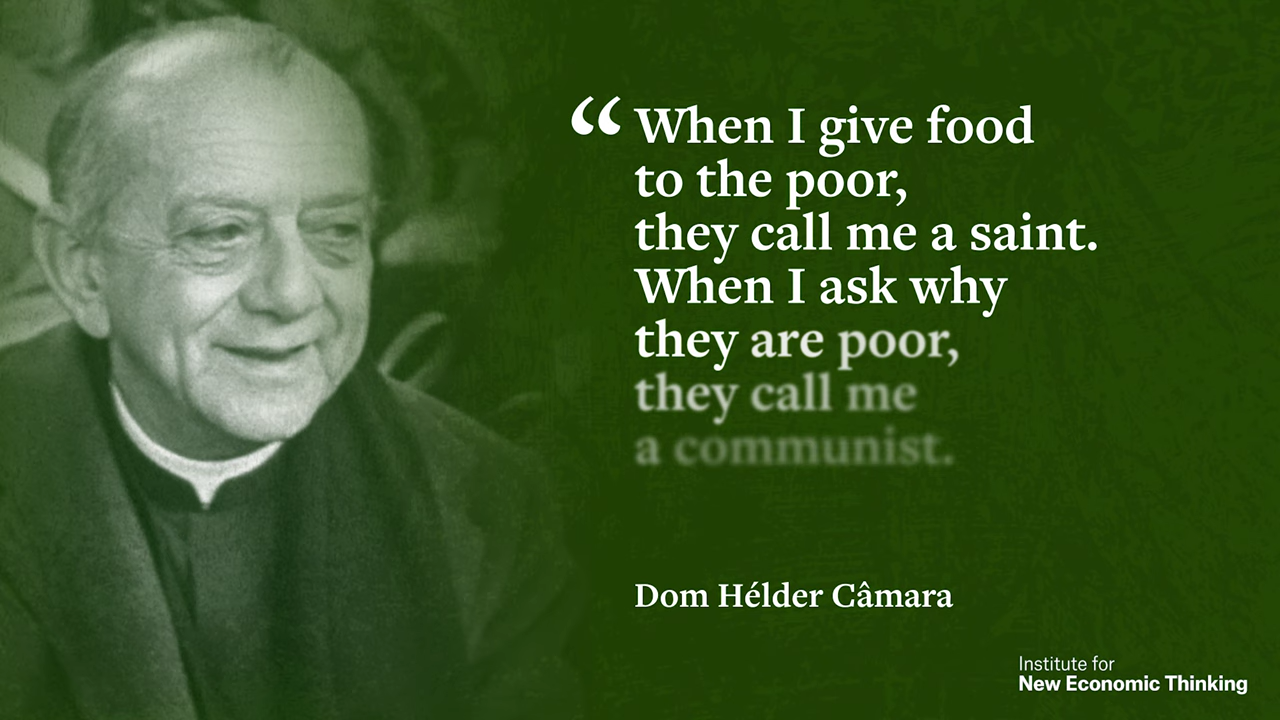 “When I give food
to the poor,
they call me a saint.
When I ask why
they are poor,
they call me
a communist.
Dom Hélder Câmara
Institute for
New Economic Thinking